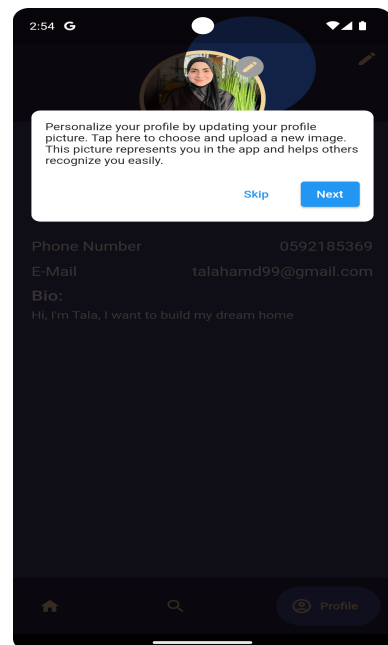 2:54 G
Personalize your profile by updating your profile
picture. Tap here to choose and upload a new image.
This picture represents you in the app and helps others
recognize you easily.
Skip Next
Phone Number 0592185369
E-Mail talahamd99@gmail.com
Bio:
Hi, I'm Tala, I want to build my dream home
Profile